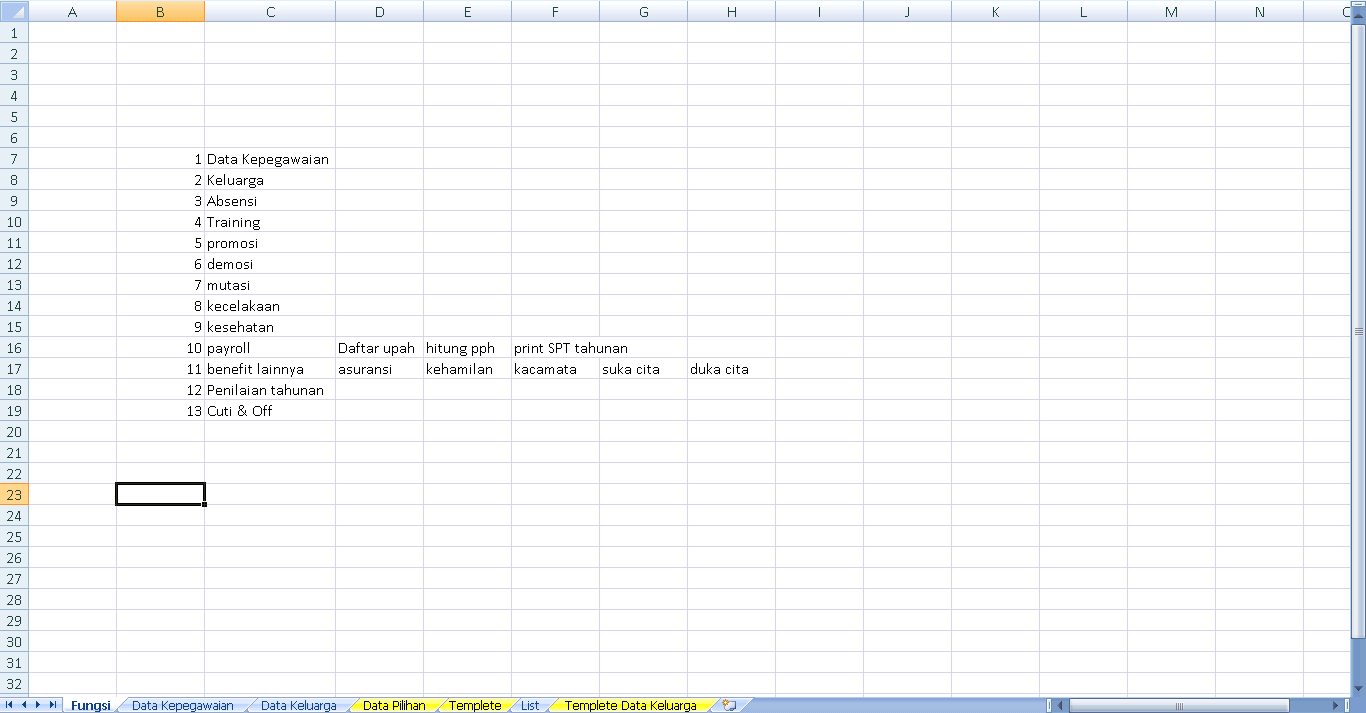 A B C D E F G H I J K L M N
1
2
3
4
5
6
7 1 Data Kepegawaian
8 2 Keluarga
9 3 Absensi
10 4 Training
11 5 promosi
12 6 demosi
13 7 mutasi
14 8 kecelakaan
15 9 kesehatan
16 10 payroll Daftar upah hitung pph print SPT tahunan
17 11 benefit lainnya asuransi kehamilan kacamata suka cita duka cita
18 12 Penilaian tahunan
19 13 Cuti & Off
20
21
22
23
24
25
26
27
28
29
30
31
32
Fungsi Data Kepegawaian Data Keluarga Data Pilihan Templete List Templete Data Keluarga